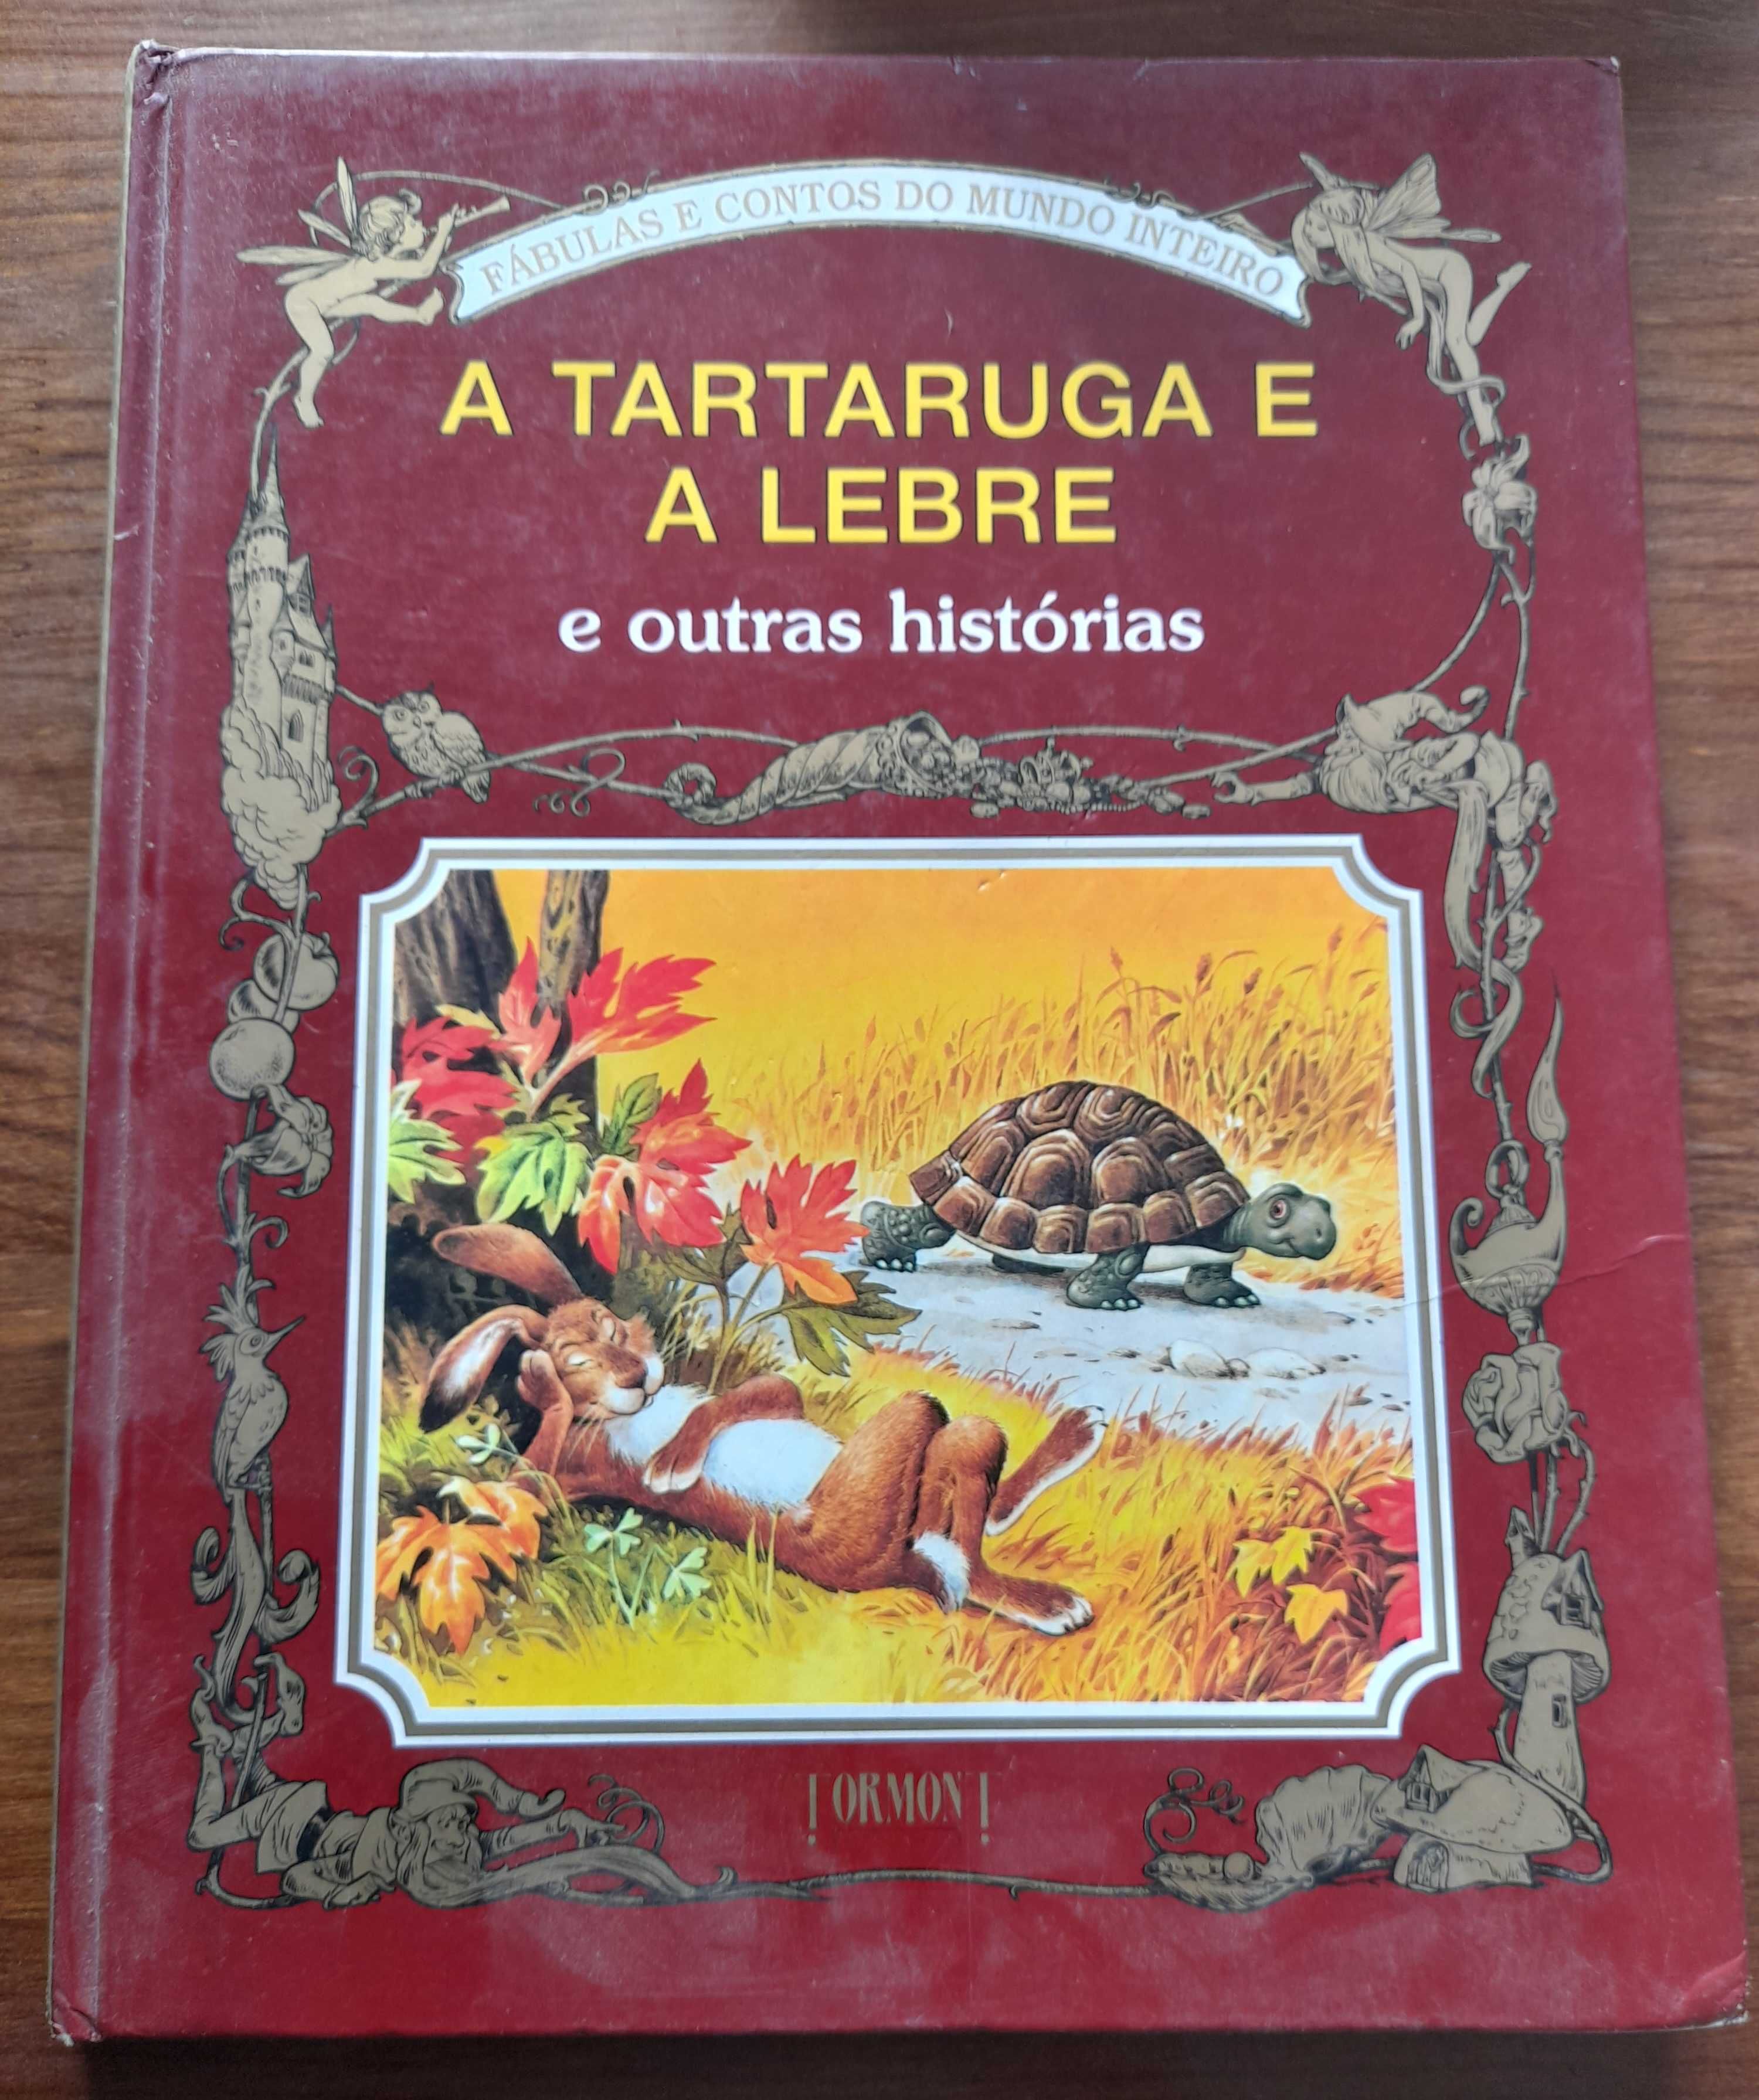 FÁBULAS E CONTOS DO MUNDO INTEIRO
A TARTARUGA E
A LEBRE
e outras histórias
ORMON